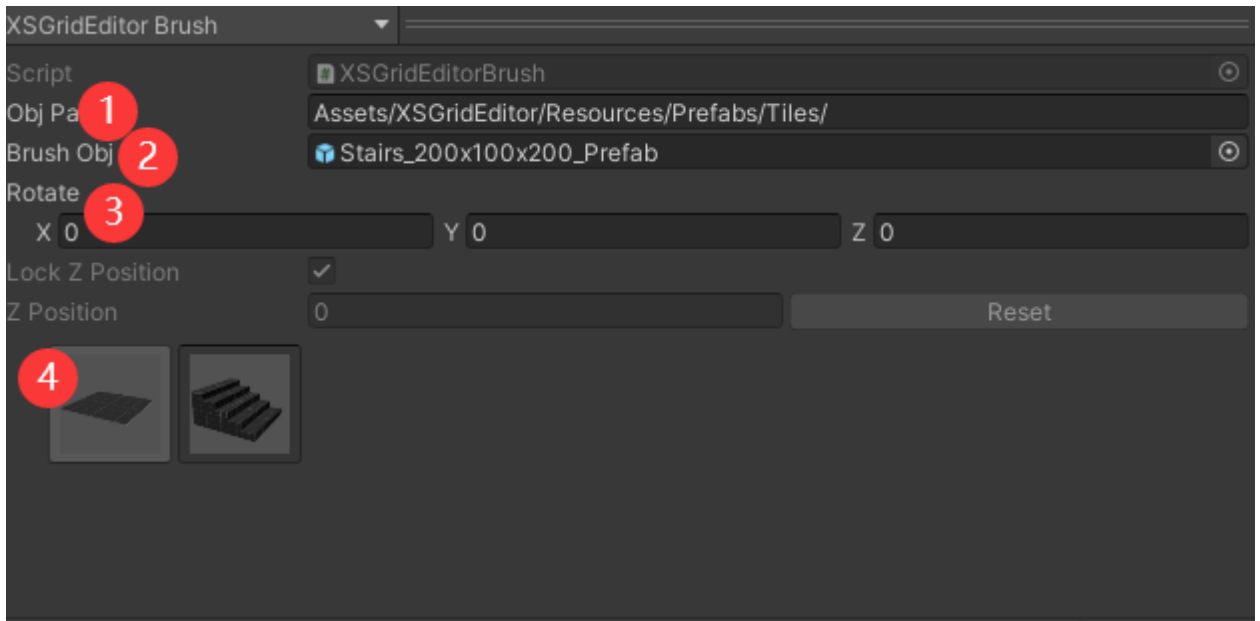 XSGridEditor Brush
Script XSGridEditorBrush
Obj Pa 1 Assets/XSGridEditor/Resources/Prefabs/Tiles/
Brush Obj 2 Stairs_200x100x200_Prefab
Rotate 3
X 0 Y 0 Z 0
Lock Z Position
Z Position 0 Reset
4